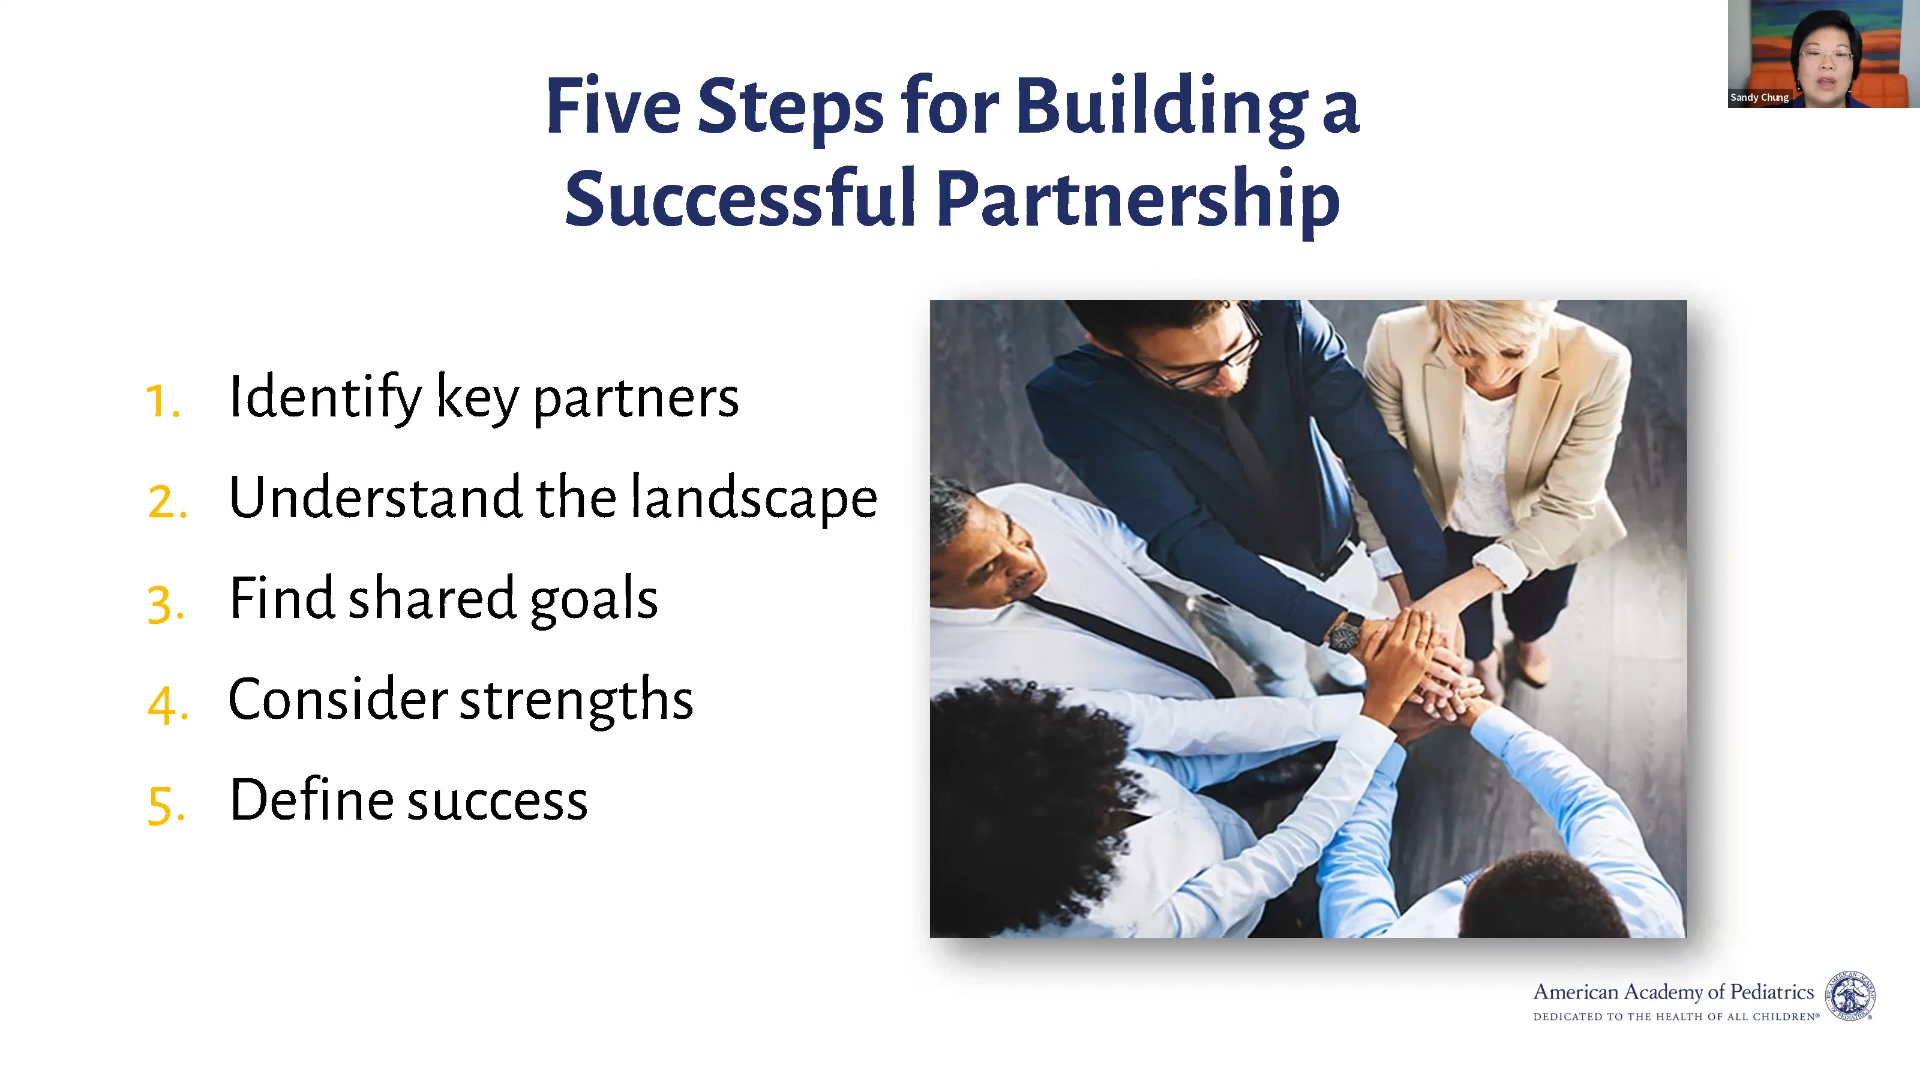 Five Steps for Building a
Successful Partnership
Sandy Chung
1. Identify key partners
2. Understand the landscape
3. Find shared goals
4. Consider strengths
5. Define success
American Academy of Pediatrics
DEDICATED TO THE HEALTH OF ALL CHILDREN®